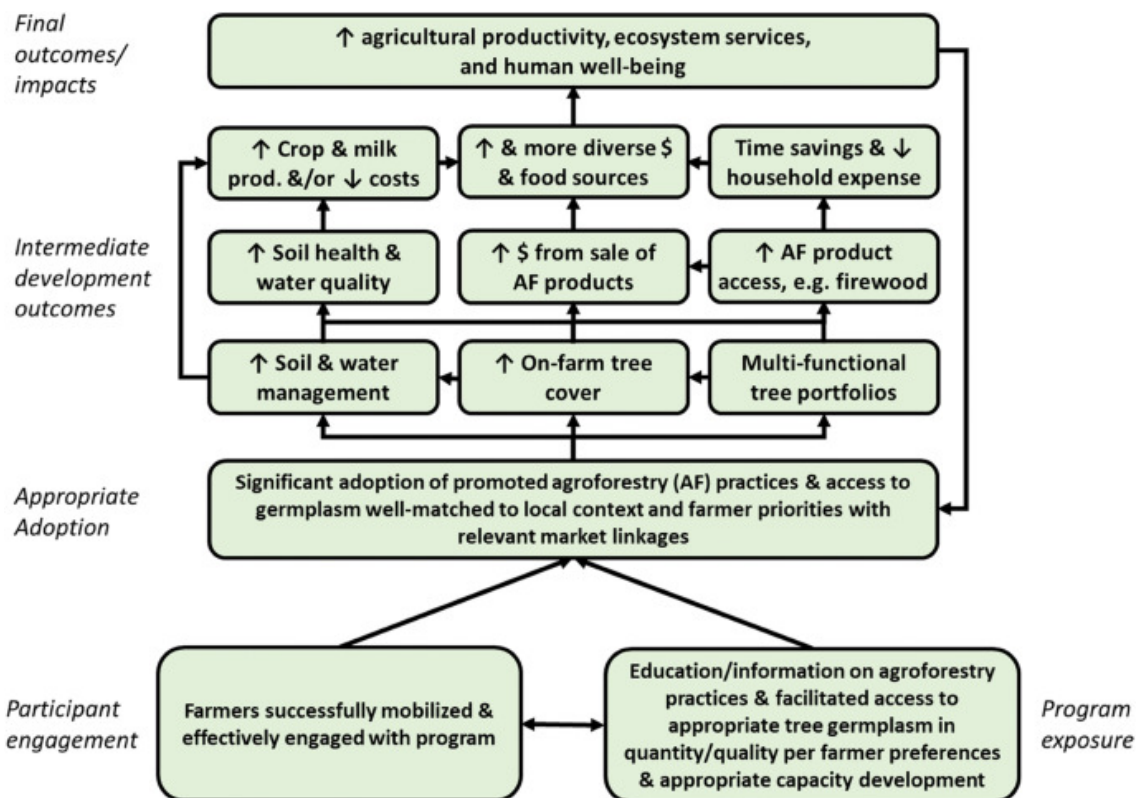 Final
outcomes/
impacts
↑ agricultural productivity, ecosystem services,
and human well-being
↑ Crop & milk
prod. &/or ↓ costs
↑ & more diverse $
& food sources
Time savings & ↓
household expense
Intermediate
development
outcomes
↑ Soil health &
water quality
↑ $ from sale of
AF products
↑ AF product
access, e.g. firewood
↑ Soil & water
management
↑ On-farm tree
cover
Multi-functional
tree portfolios
Appropriate
Adoption
Significant adoption of promoted agroforestry (AF) practices & access to
germplasm well-matched to local context and farmer priorities with
relevant market linkages
Participant
engagement
Farmers successfully mobilized &
effectively engaged with program
Education/information on agroforestry
practices & facilitated access to
appropriate tree germplasm in
quantity/quality per farmer preferences
& appropriate capacity development
Program
exposure